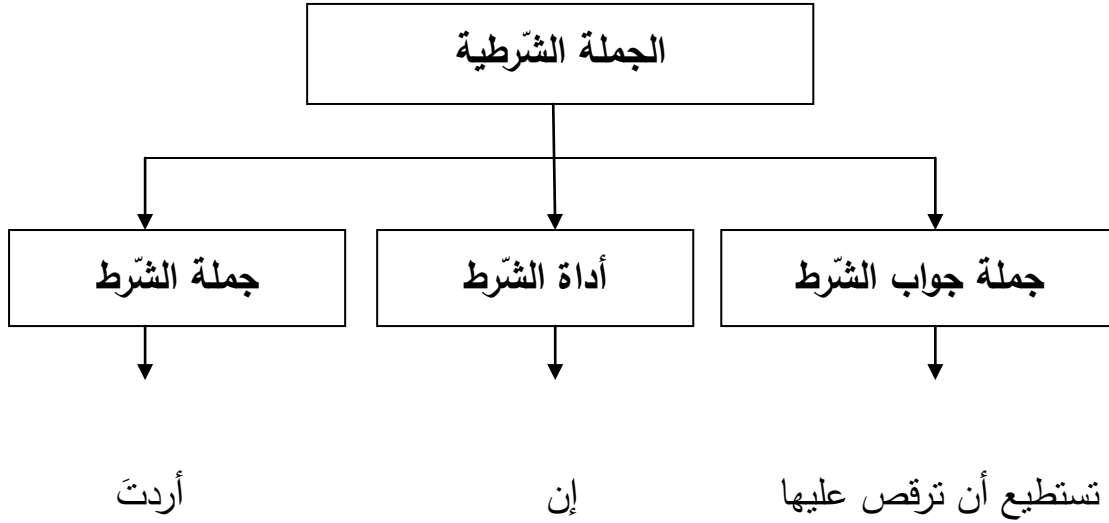 الجملة الشّرطية
جملة جواب الشّرط
أداة الشّرط
جملة الشّرط
تستطيع أن ترقص عليها
إن
أردتَ